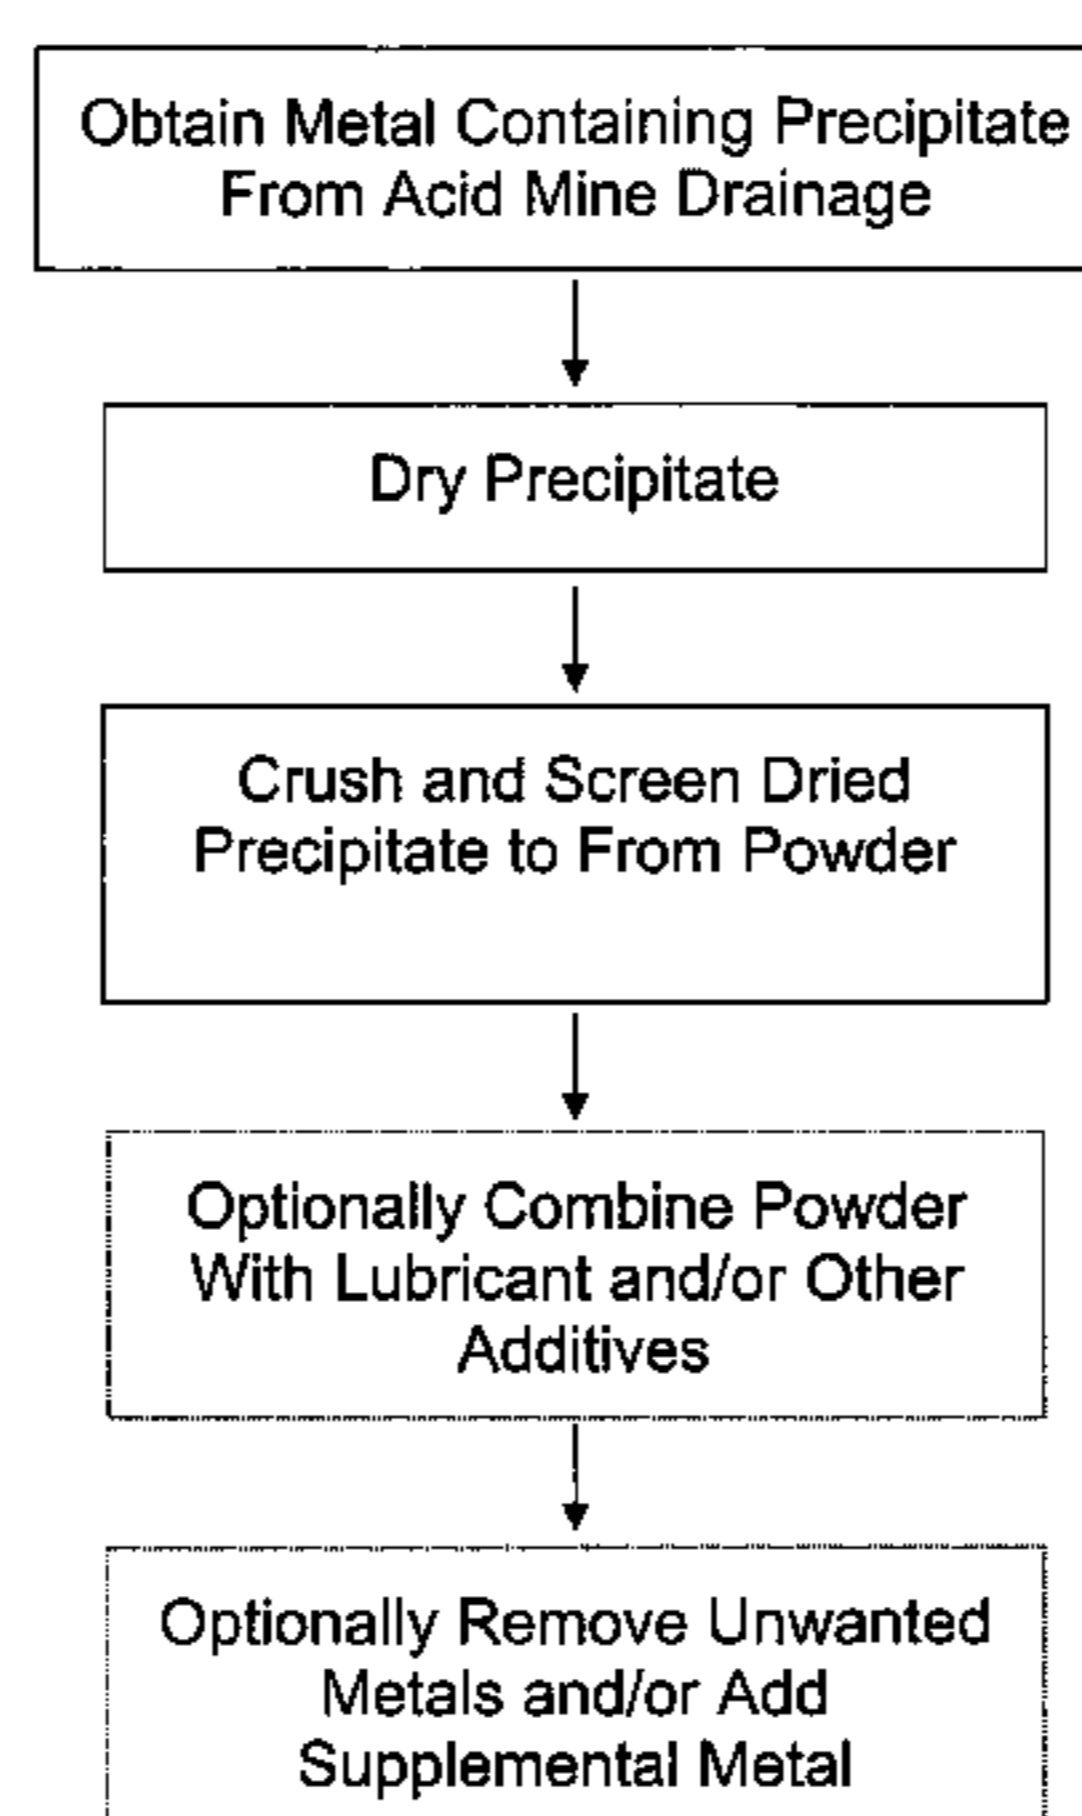 Obtain Metal Containing Precipitate
From Acid Mine Drainage
Dry Precipitate
Crush and Screen Dried
Precipitate to From Powder
Optionally Combine Powder
With Lubricant and/or Other
Additives
Optionally Remove Unwanted
Metals and/or Add
Supplemental Metal